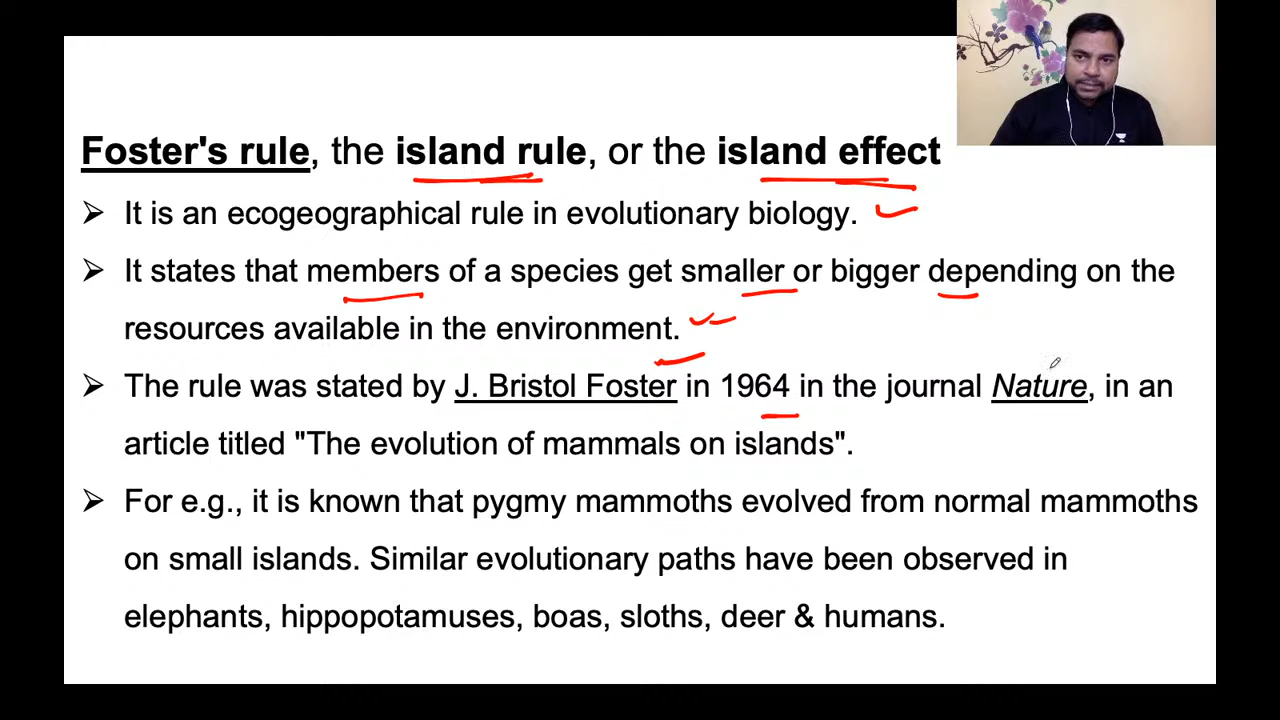 Foster's rule, the island rule, or the island effect
➢ It is an ecogeographical rule in evolutionary biology.
➢ It states that members of a species get smaller or bigger depending on the
resources available in the environment.
➢ The rule was stated by J. Bristol Foster in 1964 in the journal Nature, in an
article titled "The evolution of mammals on islands".
➢ For e.g., it is known that pygmy mammoths evolved from normal mammoths
on small islands. Similar evolutionary paths have been observed in
elephants, hippopotamuses, boas, sloths, deer & humans.